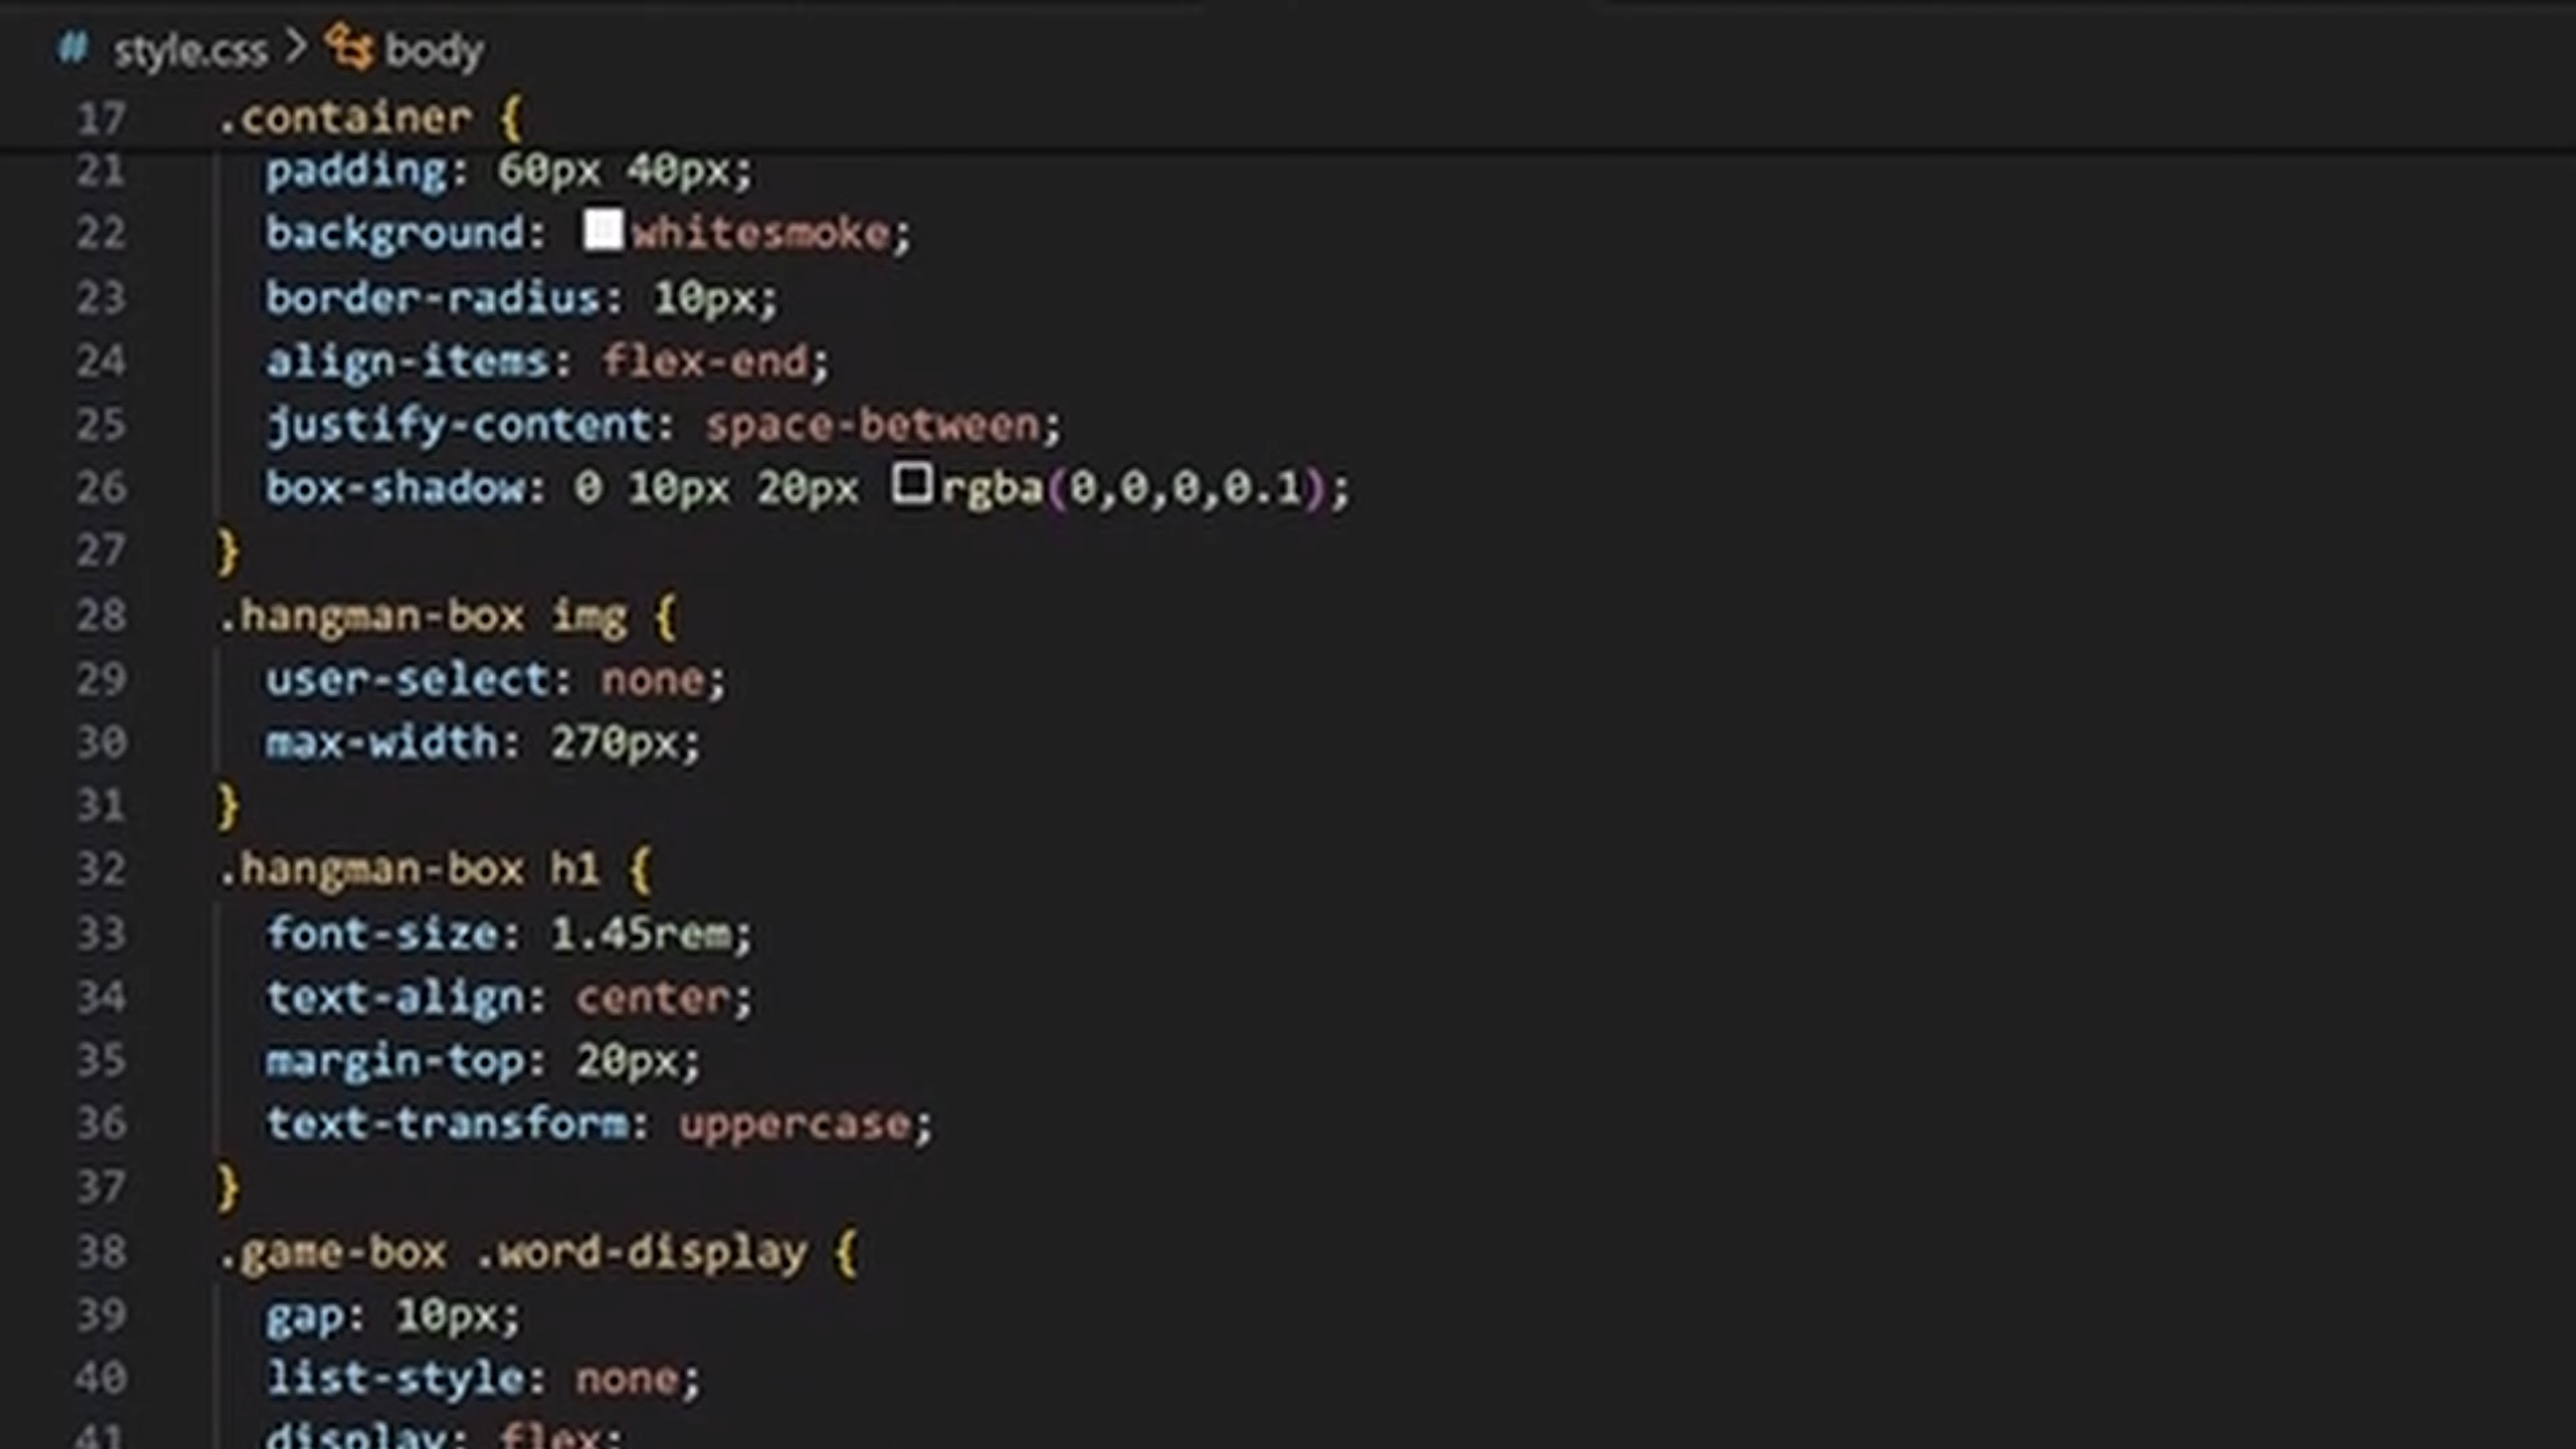 # style.css > body
17 .container {
21 padding: 60px 40px;
22 background: whitesmoke;
23 border-radius: 10px;
24 align-items: flex-end;
25 justify-content: space-between;
26 box-shadow: 0 10px 20px rgba(0,0,0,0.1);
27 }
28 .hangman-box img {
29 user-select: none;
30 max-width: 270px;
31 }
32 .hangman-box h1 {
33 font-size: 1.45rem;
34 text-align: center;
35 margin-top: 20px;
36 text-transform: uppercase;
37 }
38 .game-box .word-display {
39 gap: 10px;
40 list-style: none;
41 display: flex;